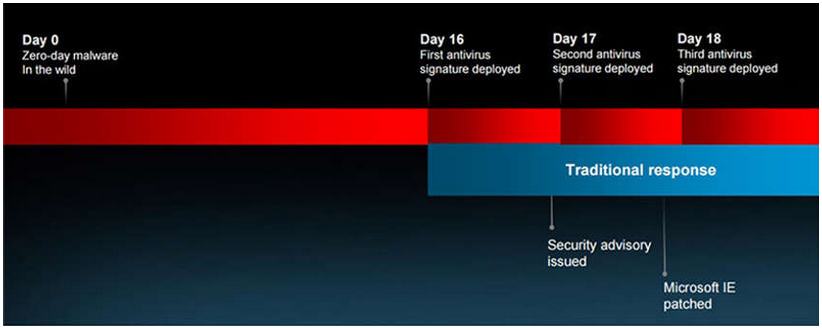 Day 0
Zero-day malware
In the wild
Day 16
First antivirus
signature deployed
Day 17
Second antivirus
signature deployed
Day 18
Third antivirus
signature deployed
Traditional response
Security advisory
issued
Microsoft IE
patched